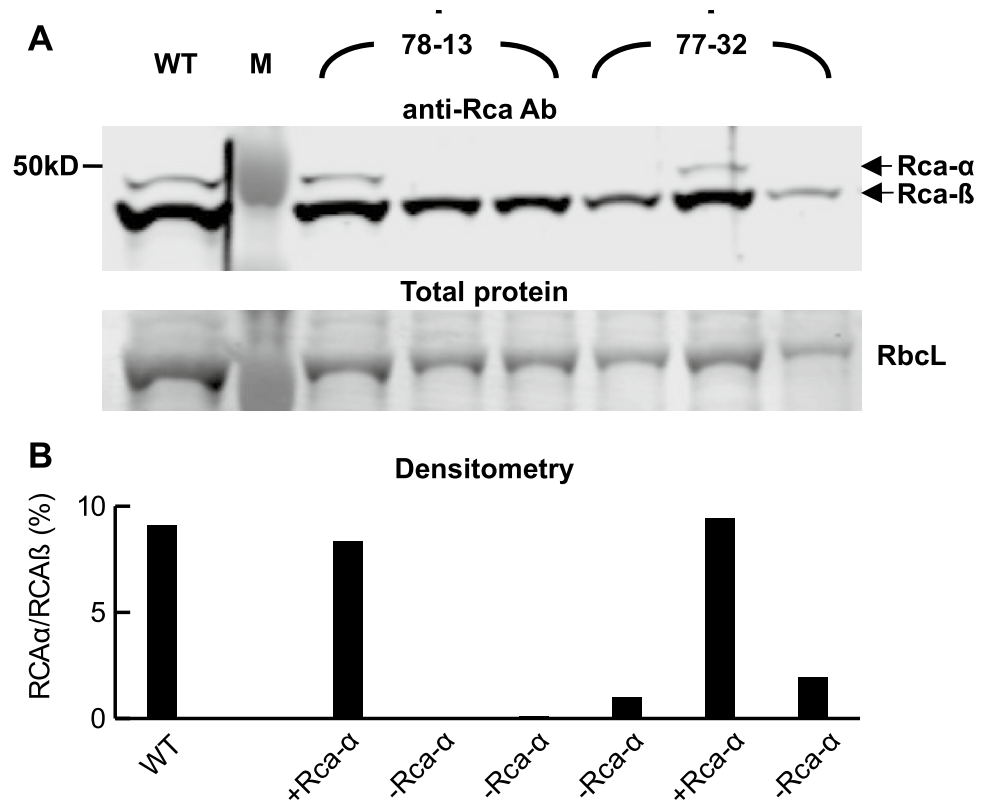 A
- -
WT M 78-13 77-32
anti-Rca Ab
50kD Rca-α
Rca-ß
Total protein
RbcL
B
Densitometry
RCAα/RCAß (%)
10
5
0
WT +Rca-α -Rca-α -Rca-α -Rca-α +Rca-α -Rca-α